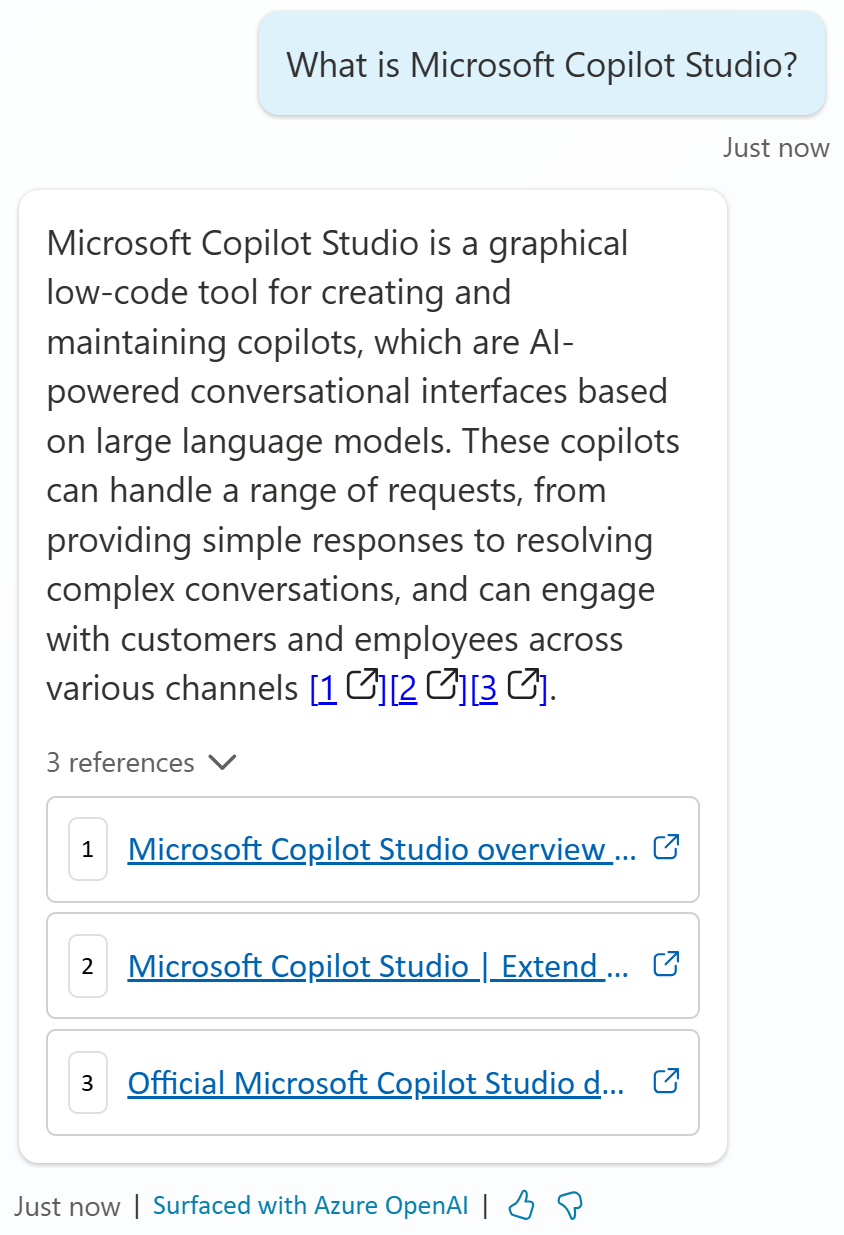 What is Microsoft Copilot Studio?
Just now
Microsoft Copilot Studio is a graphical
low-code tool for creating and
maintaining copilots, which are AI-
powered conversational interfaces based
on large language models. These copilots
can handle a range of requests, from
providing simple responses to resolving
complex conversations, and can engage
with customers and employees across
various channels [1][2][3].
3 references
1 Microsoft Copilot Studio overview ...
2 Microsoft Copilot Studio | Extend ...
3 Official Microsoft Copilot Studio d...
Just now | Surfaced with Azure OpenAI |